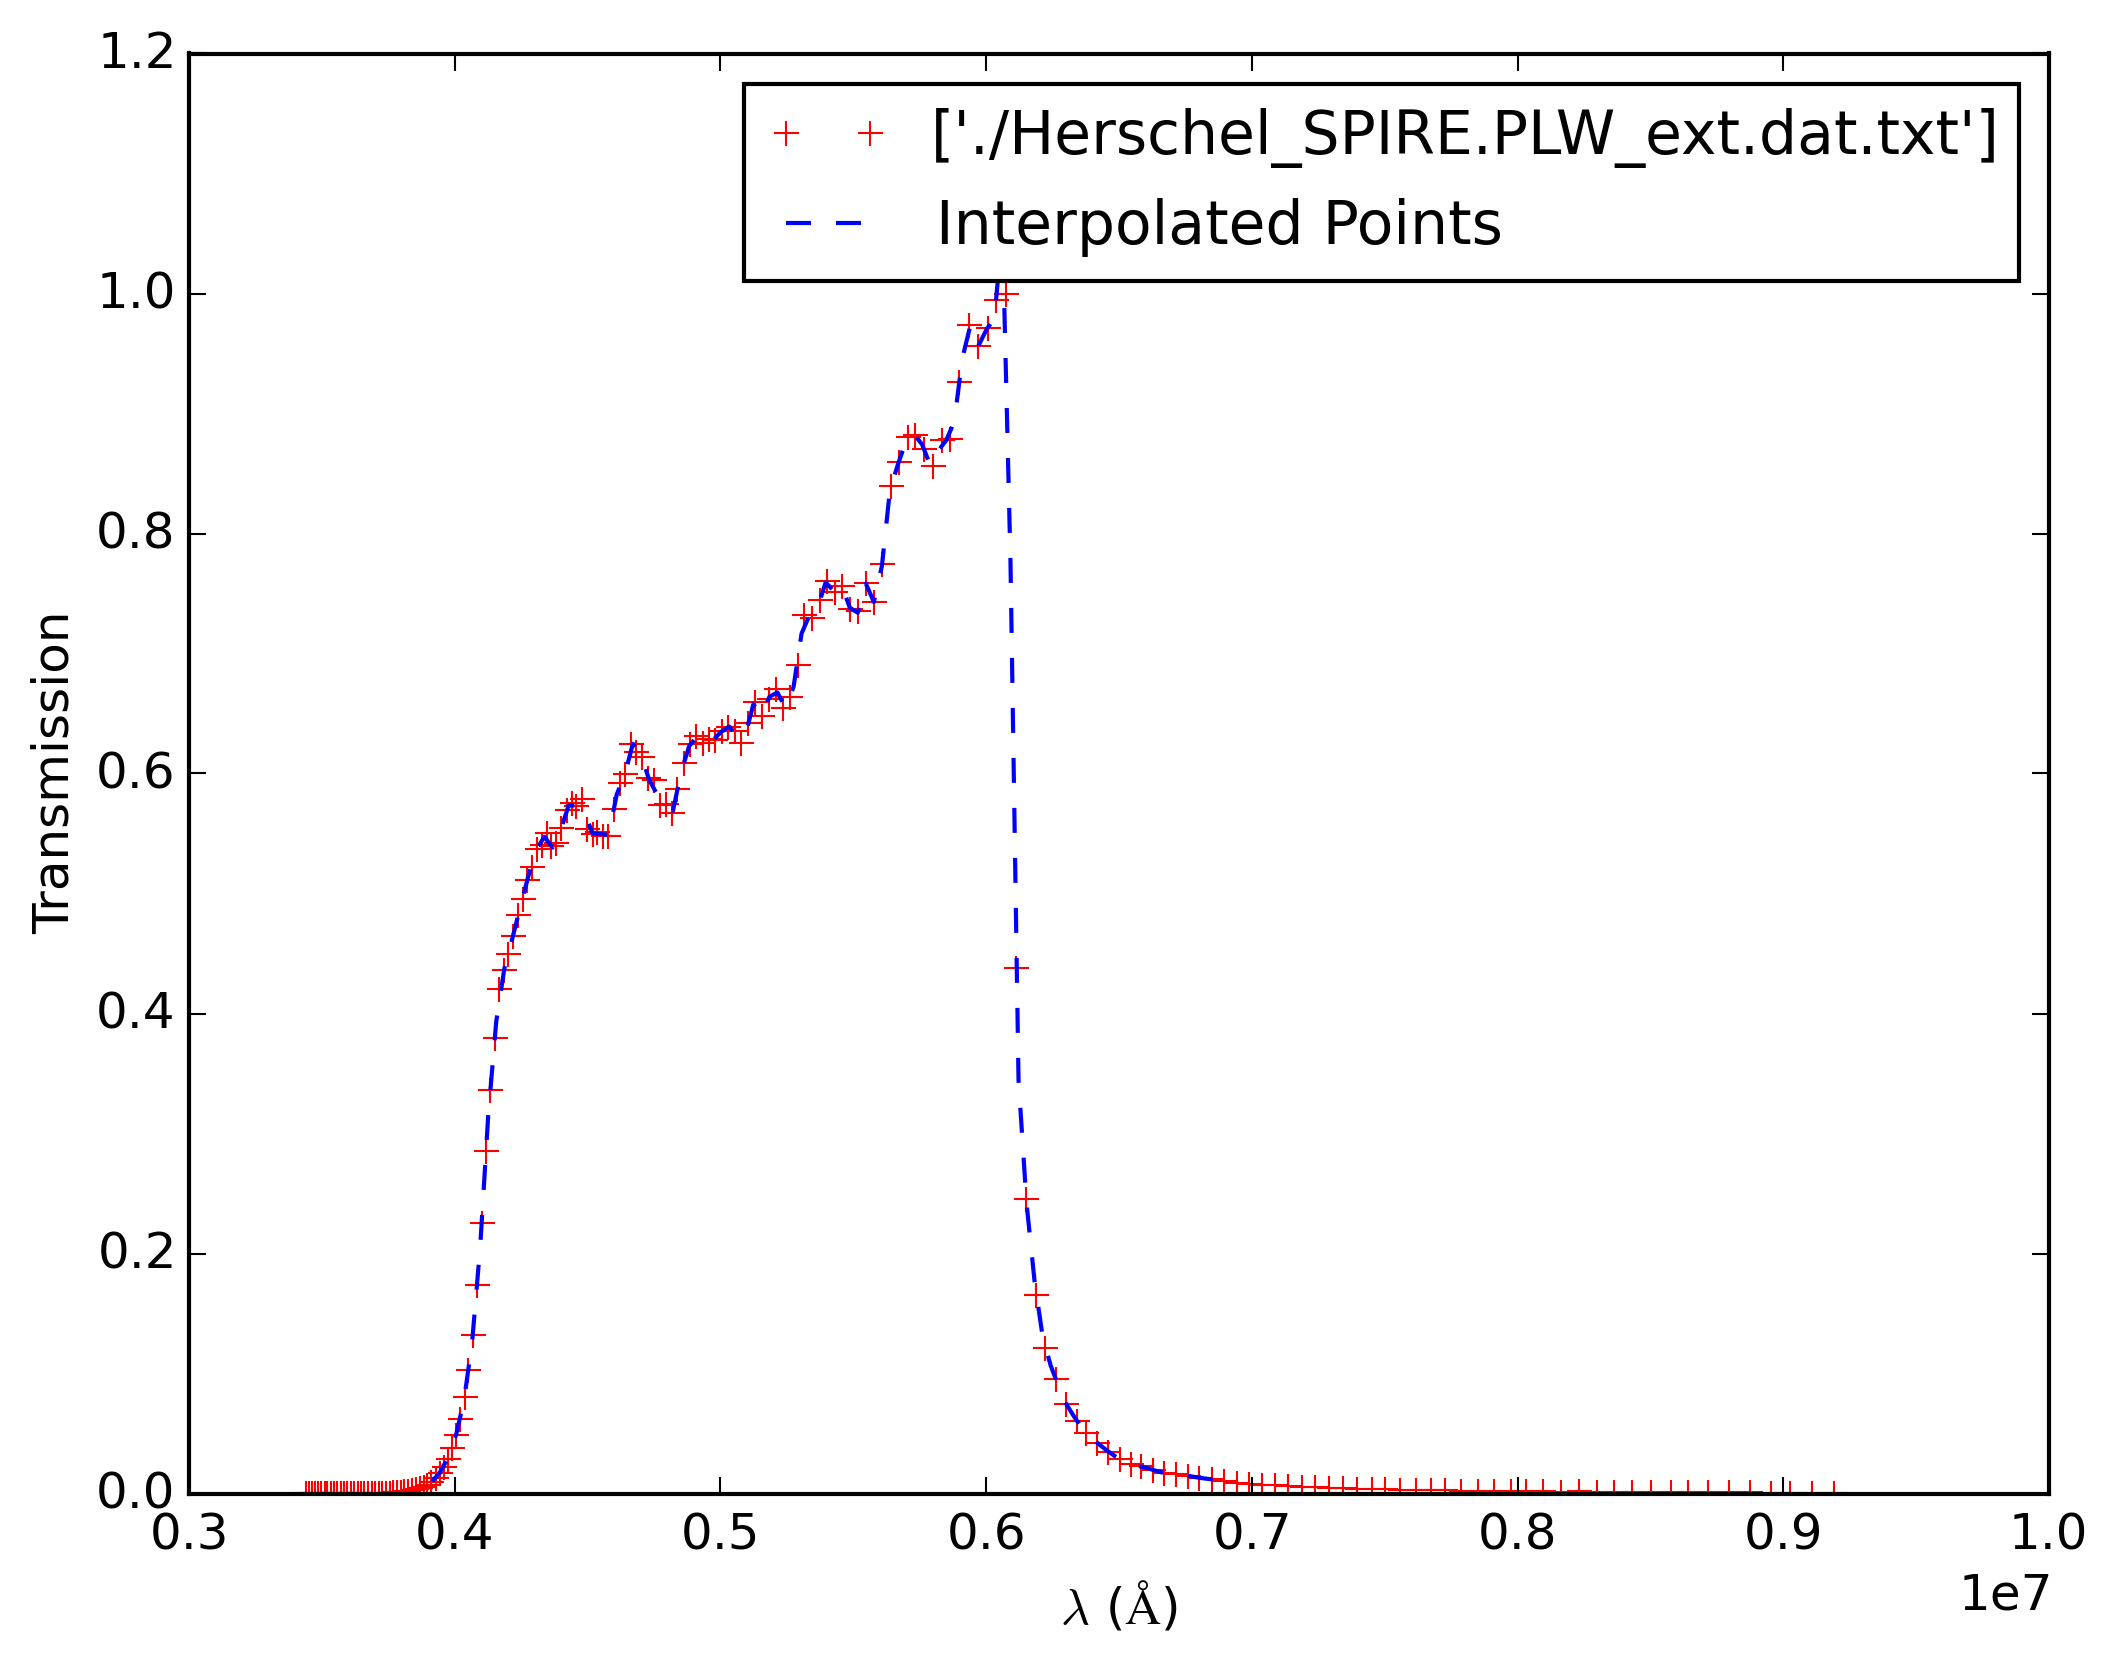 1.2
1.0
0.8
0.6
0.4
0.2
0.0
Transmission
['./Herschel_SPIRE.PLW_ext.dat.txt']
Interpolated Points
0.3 0.4 0.5 0.6 0.7 0.8 0.9 1.0
1e7
λ (Å)